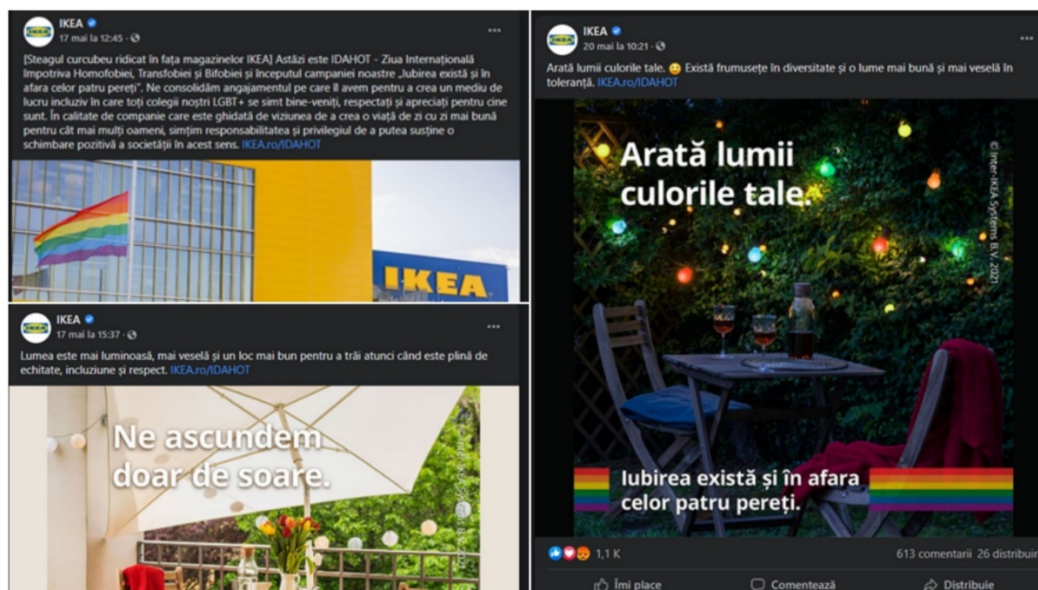 IKEA
17 mai la 12:45
[Steagul curcubeu ridicat în fața magazinelor IKEA] Astăzi este IDAHOT - Ziua Internațională
împotriva Homofobiei, Transfobiei și Bifobiei și începutul campaniei noastre „Iubirea există și în
afara celor patru pereți”. Ne consolidăm angajamentul pe care îl avem pentru a crea un mediu de
lucru incluziv în care toți colegii noștri LGBT+ se simt bine-veniți, respectați și apreciați pentru cine
sunt. În calitate de companie care este ghidată de viziunea de a crea o viață de zi cu zi mai bună
pentru cât mai mulți oameni, simțim responsabilitatea și privilegiul de a putea susține o
schimbare pozitivă a societății în acest sens. IKEA.ro/IDAHOT
IKEA
IKEA
17 mai la 15:37
Lumea este mai luminoasă, mai veselă și un loc mai bun pentru a trăi atunci când este plină de
echitate, incluziune și respect. IKEA.ro/IDAHOT
Ne ascundem
doar de soare.
IKEA
20 mai la 10:21
Arată lumii culorile tale. Există frumusețe în diversitate și o lume mai bună și mai veselă în
toleranță. IKEA.ro/IDAHOT
Arată lumii
culorile tale.
© Inter-IKEA Systems B.V. 2021
Iubirea există și în afara
celor patru pereți.
1,1 K
613 comentarii 26 distribuir
Îmi place
Comentează
Distribuie